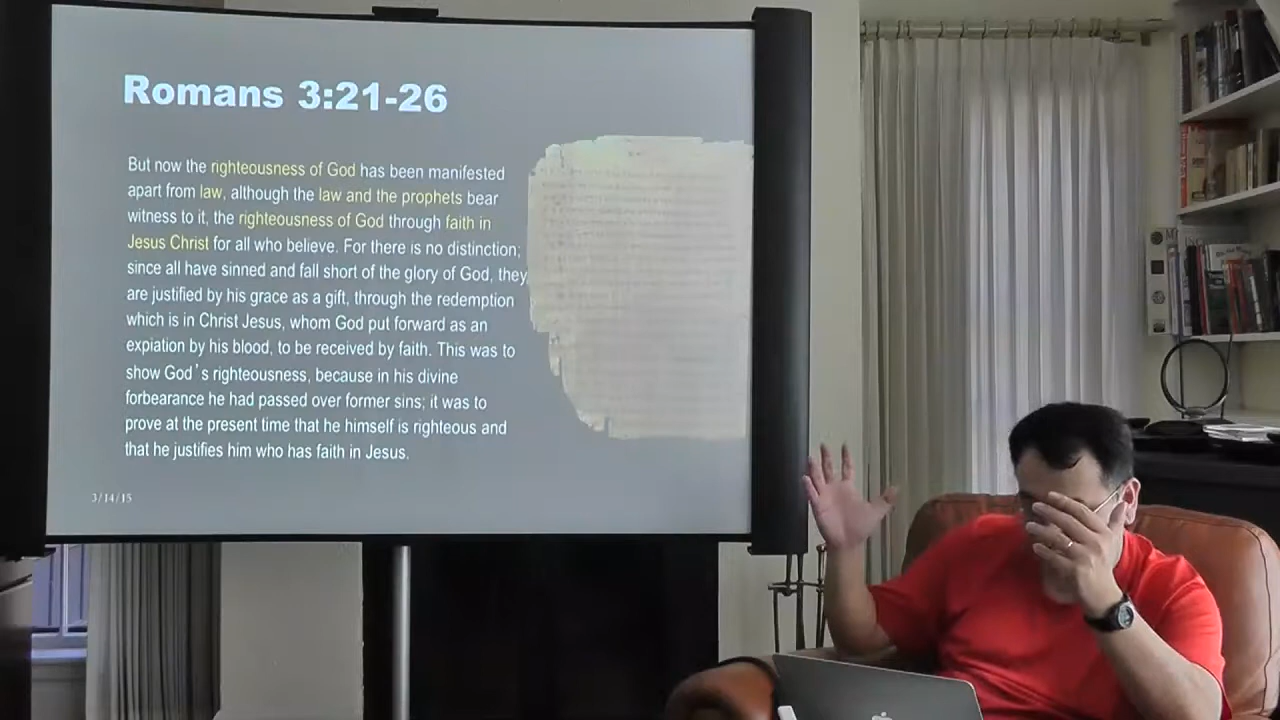 Romans 3:21-26
But now the righteousness of God has been manifested
apart from law, although the law and the prophets bear
witness to it, the righteousness of God through faith in
Jesus Christ for all who believe. For there is no distinction;
since all have sinned and fall short of the glory of God, they
are justified by his grace as a gift, through the redemption
which is in Christ Jesus, whom God put forward as an
expiation by his blood, to be received by faith. This was to
show God's righteousness, because in his divine
forbearance he had passed over former sins; it was to
prove at the present time that he himself is righteous and
that he justifies him who has faith in Jesus.
3/14/15